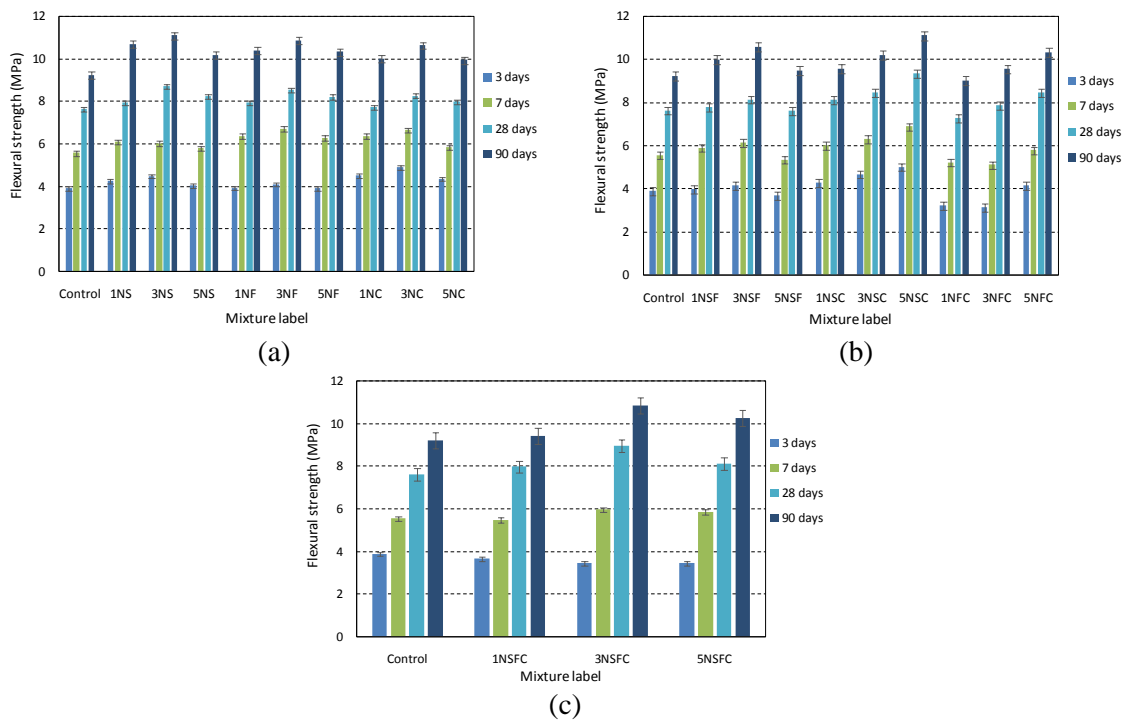 12
10
8
6
4
2
0
Flexural strength (MPa)
Control 1NS 3NS 5NS 1NF 3NF 5NF 1NC 3NC 5NC
Mixture label
3 days
7 days
28 days
90 days
(a)
12
10
8
6
4
2
0
Flexural strength (MPa)
Control 1NSF 3NSF 5NSF 1NSC 3NSC 5NSC 1NFC 3NFC 5NFC
Mixture label
3 days
7 days
28 days
90 days
(b)
12
10
8
6
4
2
0
Flexural strength (MPa)
Control 1NSFC 3NSFC 5NSFC
Mixture label
3 days
7 days
28 days
90 days
(c)